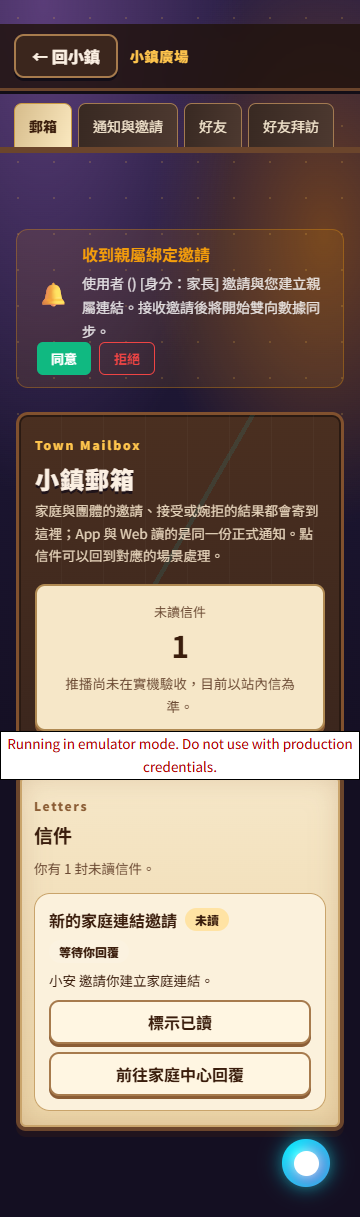 ← 回小鎮
小鎮廣場
郵箱
通知與邀請
好友
好友拜訪
收到親屬綁定邀請
使用者 () [身分：家長] 邀請與您建立親
屬連結。接收邀請後將開始雙向數據同
步。
同意
拒絕
Town Mailbox
小鎮郵箱
家庭與團體的邀請、接受或婉拒的結果都會寄到
這裡；App 與 Web 讀的是同一份正式通知。點
信件可以回到對應的場景處理。
未讀信件
1
推播尚未在實機驗收，目前以站內信為
準。
Running in emulator mode. Do not use with production
credentials.
Letters
信件
你有 1 封未讀信件。
新的家庭連結邀請
未讀
等待你回覆
小安 邀請你建立家庭連結。
標示已讀
前往家庭中心回覆